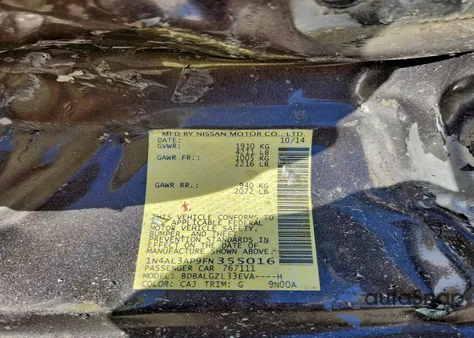 MFD BY NISSAN MOTOR CO., LTD.
DATE: 10/14
GVWR: 1910 KG
4211 LB
GAWR FR.: 1005 KG
2216 LB
GAWR RR.: 940 KG
2072 LB
THIS VEHICLE CONFORMS TO
ALL APPLICABLE FEDERAL
MOTOR VEHICLE SAFETY,
BUMPER, AND THEFT
PREVENTION STANDARDS IN
EFFECT ON THE DATE OF
MANUFACTURE SHOWN ABOVE.
1N4AL3AP9FN355016
PASSENGER CAR 767111
MODEL: BDBALGZL33EVA----H
COLOR: CAJ TRIM: G 9N00A
autosnap